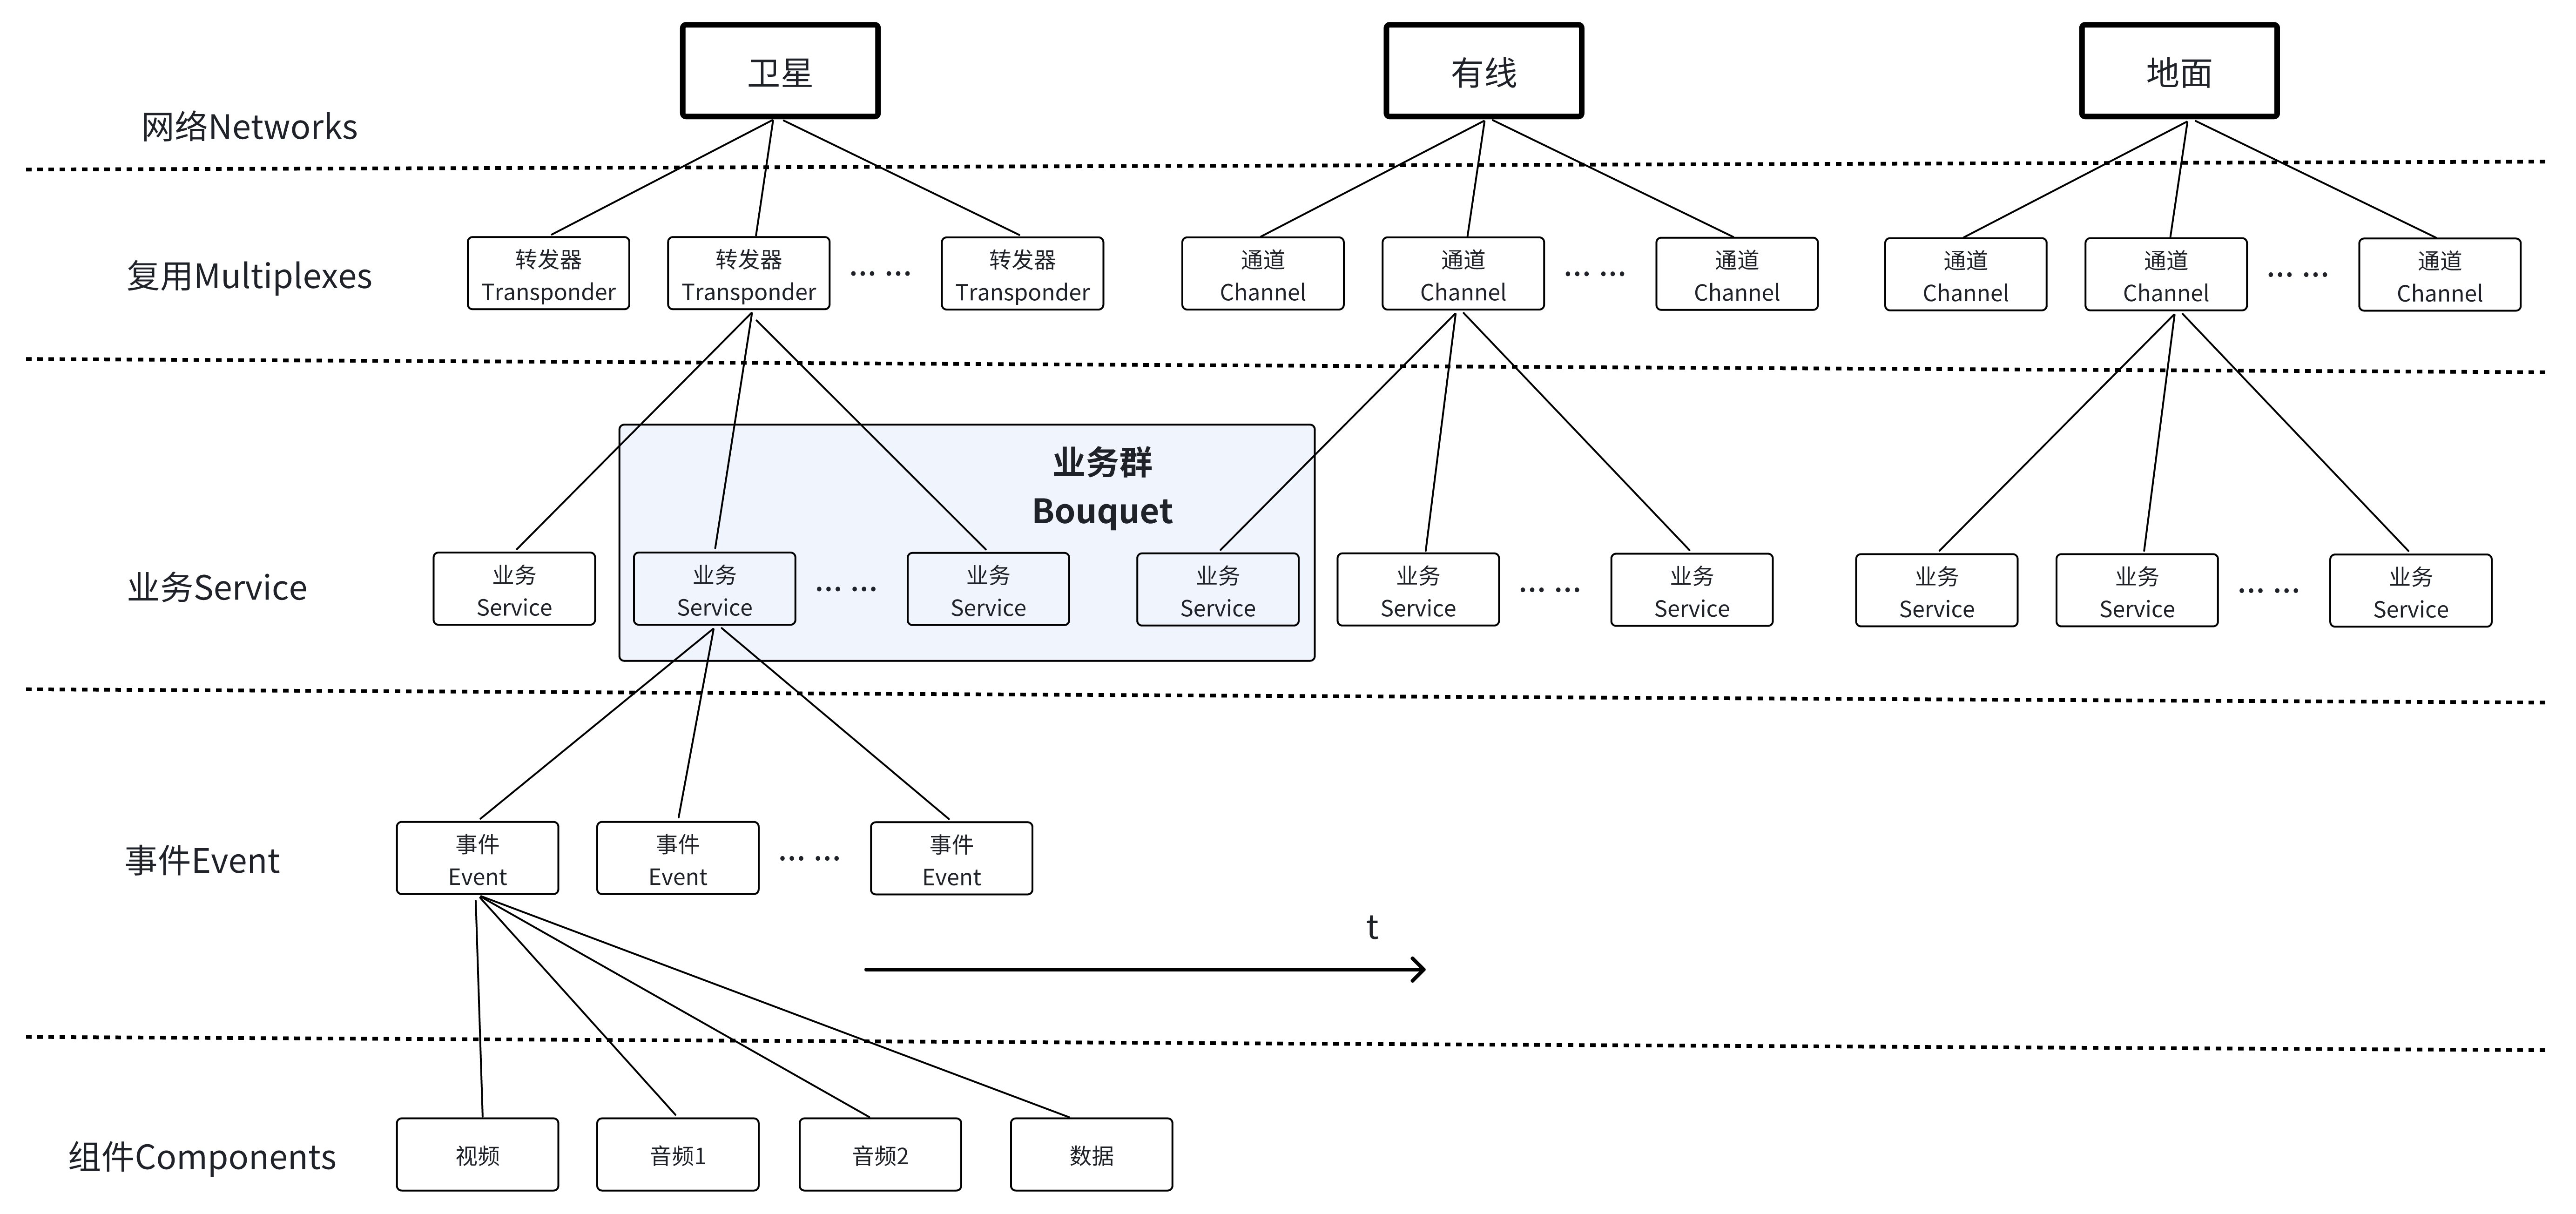 卫星
有线
地面
网络Networks
复用Multiplexes
转发器
Transponder
转发器
Transponder
... ...
转发器
Transponder
通道
Channel
通道
Channel
... ...
通道
Channel
通道
Channel
通道
Channel
... ...
通道
Channel
业务群
Bouquet
业务Service
业务
Service
业务
Service
... ...
业务
Service
业务
Service
业务
Service
... ...
业务
Service
业务
Service
业务
Service
... ...
业务
Service
事件Event
事件
Event
事件
Event
... ...
事件
Event
t
组件Components
视频
音频1
音频2
数据